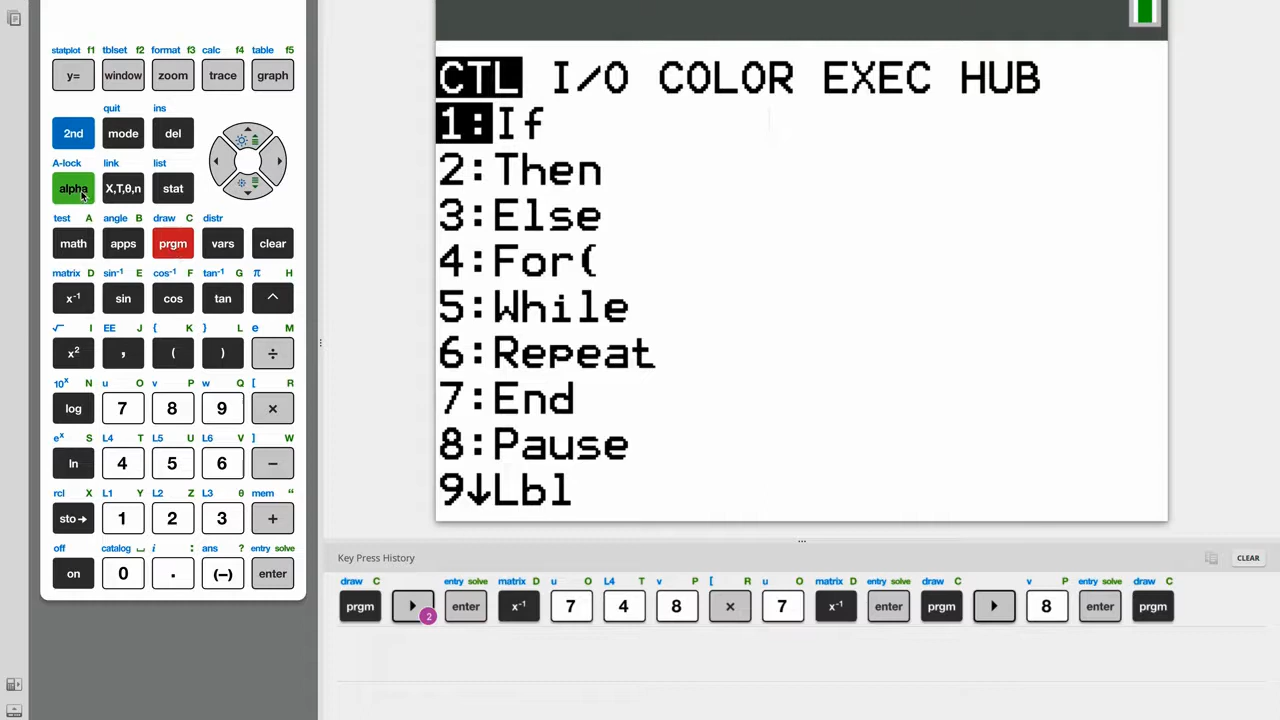 statplot f1 tblset f2 format f3 calc f4 table f5
y= window zoom trace graph
quit ins
2nd mode del
A-lock link list
alpha X,T,θ,n stat
test A angle B draw C distr
math apps prgm vars clear
matrix D sin⁻¹ E cos⁻¹ F tan⁻¹ G π H
x⁻¹ sin cos tan ^
√ I EE J { K } L e M
x² , ( ) ÷
10ˣ N u O v P w Q [ R
log 7 8 9 ×
eˣ S L4 T L5 U L6 V ] W
ln 4 5 6 −
rcl X L1 Y L2 Z L3 θ mem “
sto→ 1 2 3 +
off catalog ⎵ i : ans ? entry solve
on 0 . (−) enter
CTL I/O COLOR EXEC HUB
1:If
2:Then
3:Else
4:For(
5:While
6:Repeat
7:End
8:Pause
9↓Lbl
Key Press History CLEAR
draw C entry solve matrix D u O L4 T v P [ R u O matrix D entry solve draw C v P entry solve draw C
prgm 2 enter x⁻¹ 7 4 8 × 7 x⁻¹ enter prgm 8 enter prgm